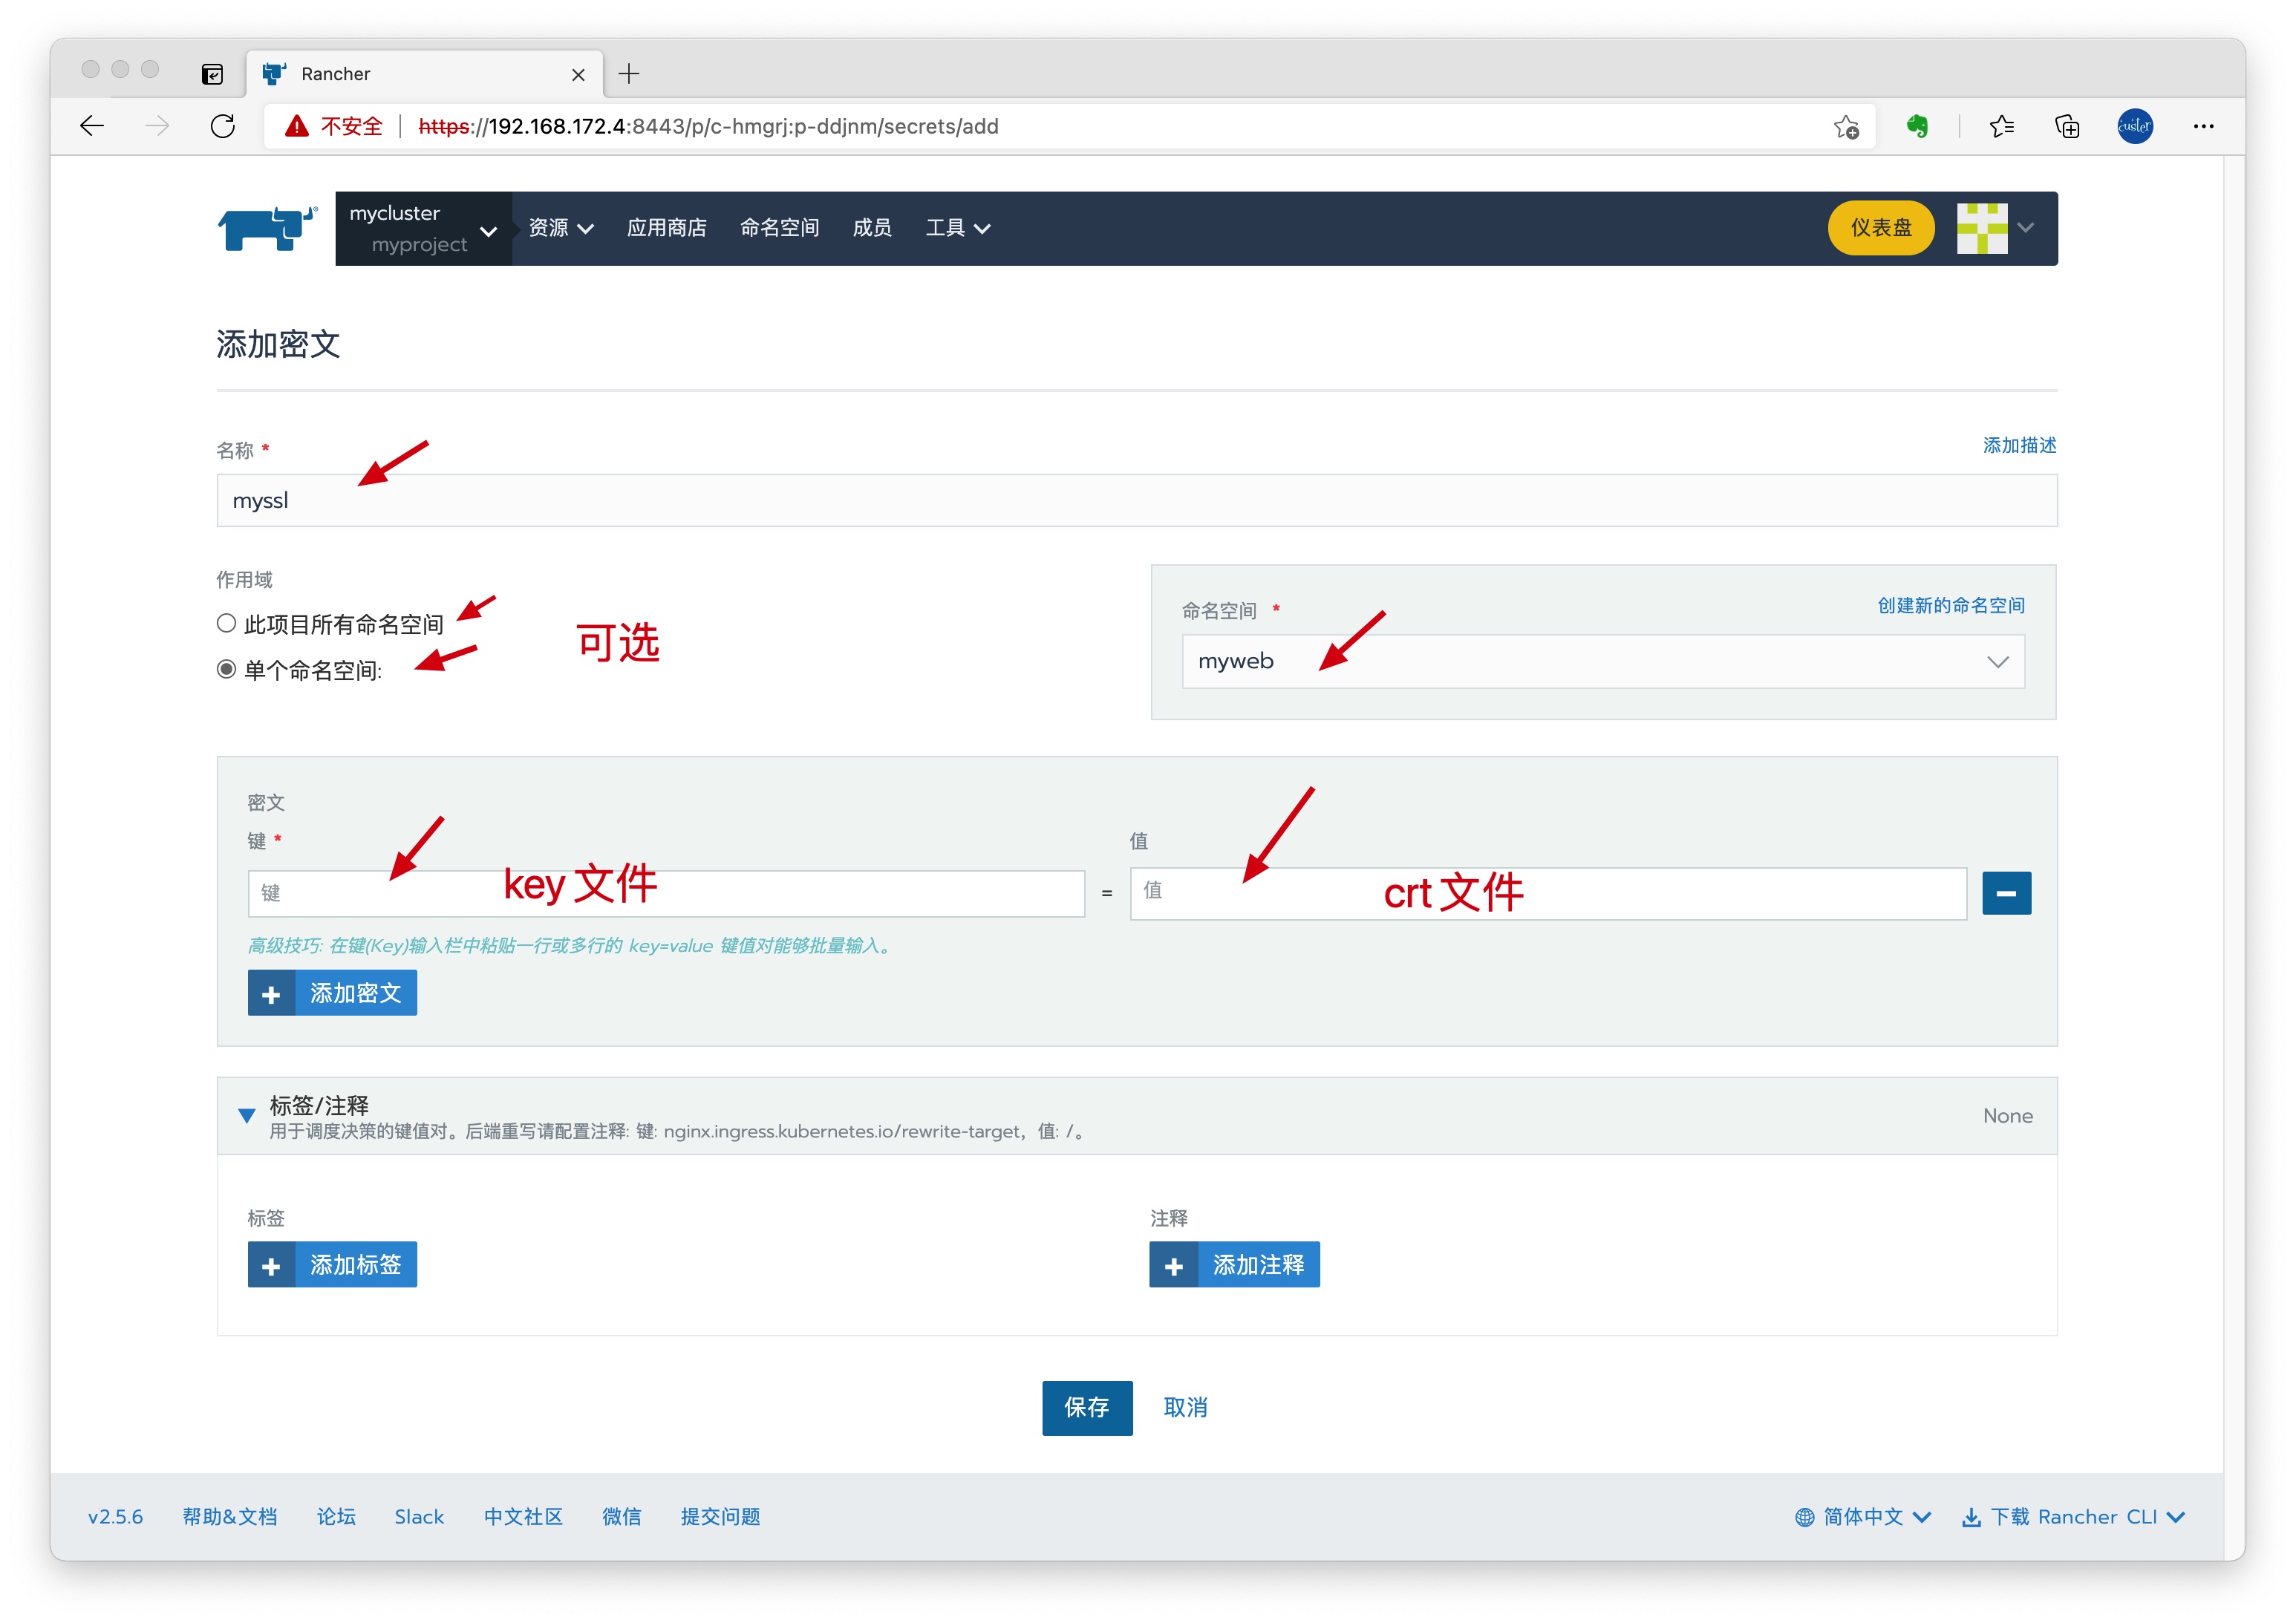 Rancher
不安全
https://192.168.172.4:8443/p/c-hmgrj:p-ddjnm/secrets/add
custer
mycluster
myproject
资源
应用商店
命名空间
成员
工具
仪表盘
添加密文
名称 *
添加描述
myssl
作用域
此项目所有命名空间
单个命名空间:
可选
命名空间 *
创建新的命名空间
myweb
密文
键 *
值
键
key 文件
=
值
crt 文件
高级技巧: 在键(Key)输入栏中粘贴一行或多行的 key=value 键值对能够批量输入。
添加密文
标签/注释
用于调度决策的键值对。后端重写请配置注释: 键: nginx.ingress.kubernetes.io/rewrite-target，值: /。
None
标签
注释
添加标签
添加注释
保存
取消
v2.5.6
帮助&文档
论坛
Slack
中文社区
微信
提交问题
简体中文
下载 Rancher CLI